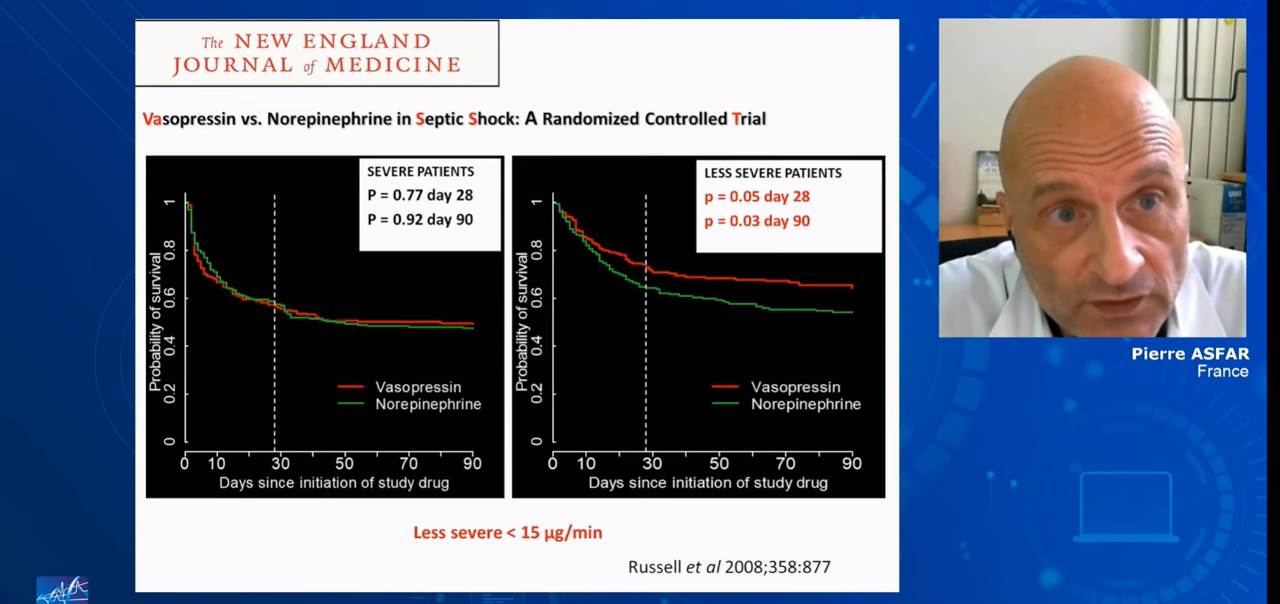 The NEW ENGLAND
JOURNAL of MEDICINE
Vasopressin vs. Norepinephrine in Septic Shock: A Randomized Controlled Trial
SEVERE PATIENTS
P = 0.77 day 28
P = 0.92 day 90
Probability of survival
1
0.8
0.6
0.4
0.2
0
Vasopressin
Norepinephrine
0 10 30 50 70 90
Days since initiation of study drug
LESS SEVERE PATIENTS
p = 0.05 day 28
p = 0.03 day 90
Probability of survival
1
0.8
0.6
0.4
0.2
0
Vasopressin
Norepinephrine
0 10 30 50 70 90
Days since initiation of study drug
Less severe < 15 µg/min
Russell et al 2008;358:877
Pierre ASFAR
France